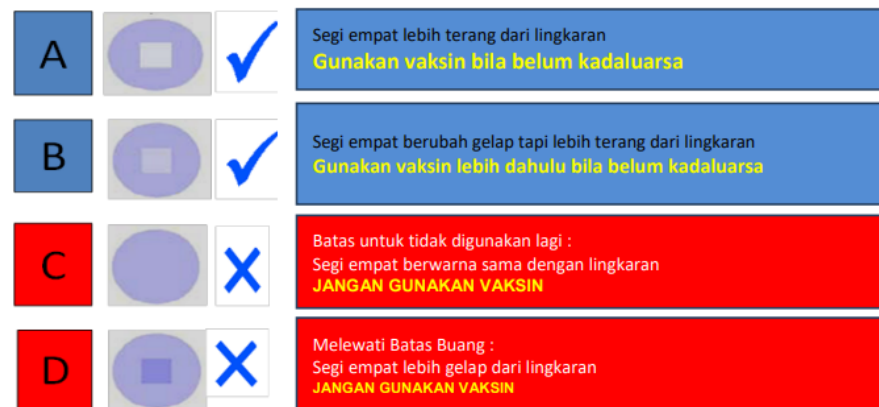 A
Segi empat lebih terang dari lingkaran
Gunakan vaksin bila belum kadaluarsa
B
Segi empat berubah gelap tapi lebih terang dari lingkaran
Gunakan vaksin lebih dahulu bila belum kadaluarsa
C
Batas untuk tidak digunakan lagi :
Segi empat berwarna sama dengan lingkaran
JANGAN GUNAKAN VAKSIN
D
Melewati Batas Buang :
Segi empat lebih gelap dari lingkaran
JANGAN GUNAKAN VAKSIN